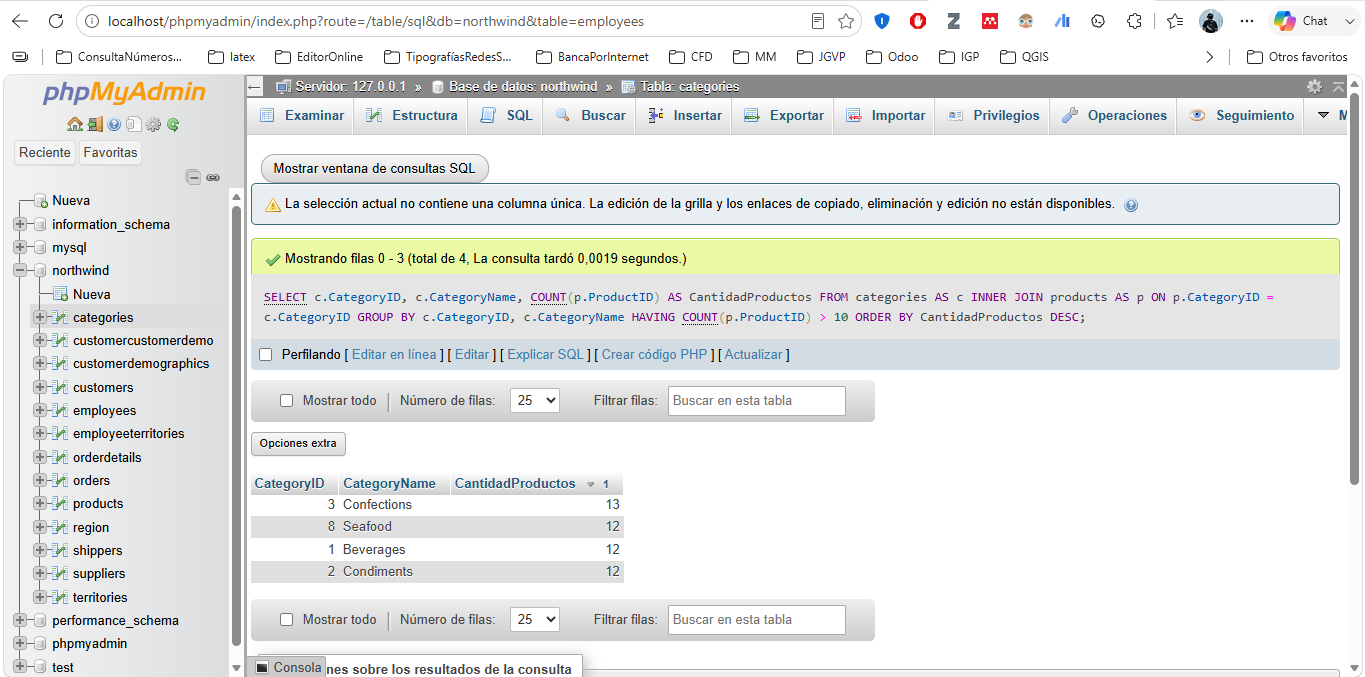 localhost/phpmyadmin/index.php?route=/table/sql&db=northwind&table=employees
Chat
ConsultaNúmeros...
latex
EditorOnline
TipografíasRedesS...
BancaPorInternet
CFD
MM
JGVP
Odoo
IGP
QGIS
Otros favoritos
phpMyAdmin
Reciente Favoritas
Nueva
information_schema
mysql
northwind
Nueva
categories
customercustomerdemo
customerdemographics
customers
employees
employeeterritories
orderdetails
orders
products
region
shippers
suppliers
territories
performance_schema
phpmyadmin
test
Servidor: 127.0.0.1 » Base de datos: northwind » Tabla: categories
Examinar Estructura SQL Buscar Insertar Exportar Importar Privilegios Operaciones Seguimiento M
Mostrar ventana de consultas SQL
La selección actual no contiene una columna única. La edición de la grilla y los enlaces de copiado, eliminación y edición no están disponibles.
Mostrando filas 0 - 3 (total de 4, La consulta tardó 0,0019 segundos.)
SELECT c.CategoryID, c.CategoryName, COUNT(p.ProductID) AS CantidadProductos FROM categories AS c INNER JOIN products AS p ON p.CategoryID =
c.CategoryID GROUP BY c.CategoryID, c.CategoryName HAVING COUNT(p.ProductID) > 10 ORDER BY CantidadProductos DESC;
Perfilando [ Editar en línea ] [ Editar ] [ Explicar SQL ] [ Crear código PHP ] [ Actualizar ]
Mostrar todo | Número de filas: 25 Filtrar filas: Buscar en esta tabla
Opciones extra
CategoryID CategoryName CantidadProductos 1
3 Confections 13
8 Seafood 12
1 Beverages 12
2 Condiments 12
Mostrar todo | Número de filas: 25 Filtrar filas: Buscar en esta tabla
Consola
nes sobre los resultados de la consulta